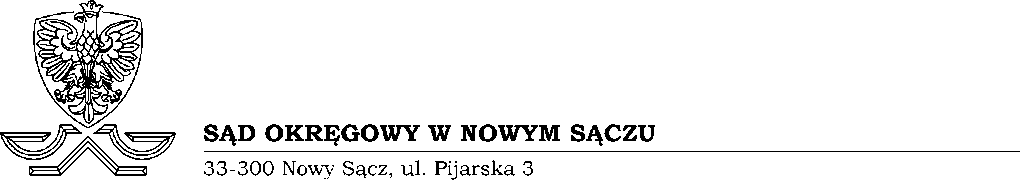 SĄD OKRĘGOWY W NOWYM SĄCZU
33-300 Nowy Sącz, ul. Pijarska 3